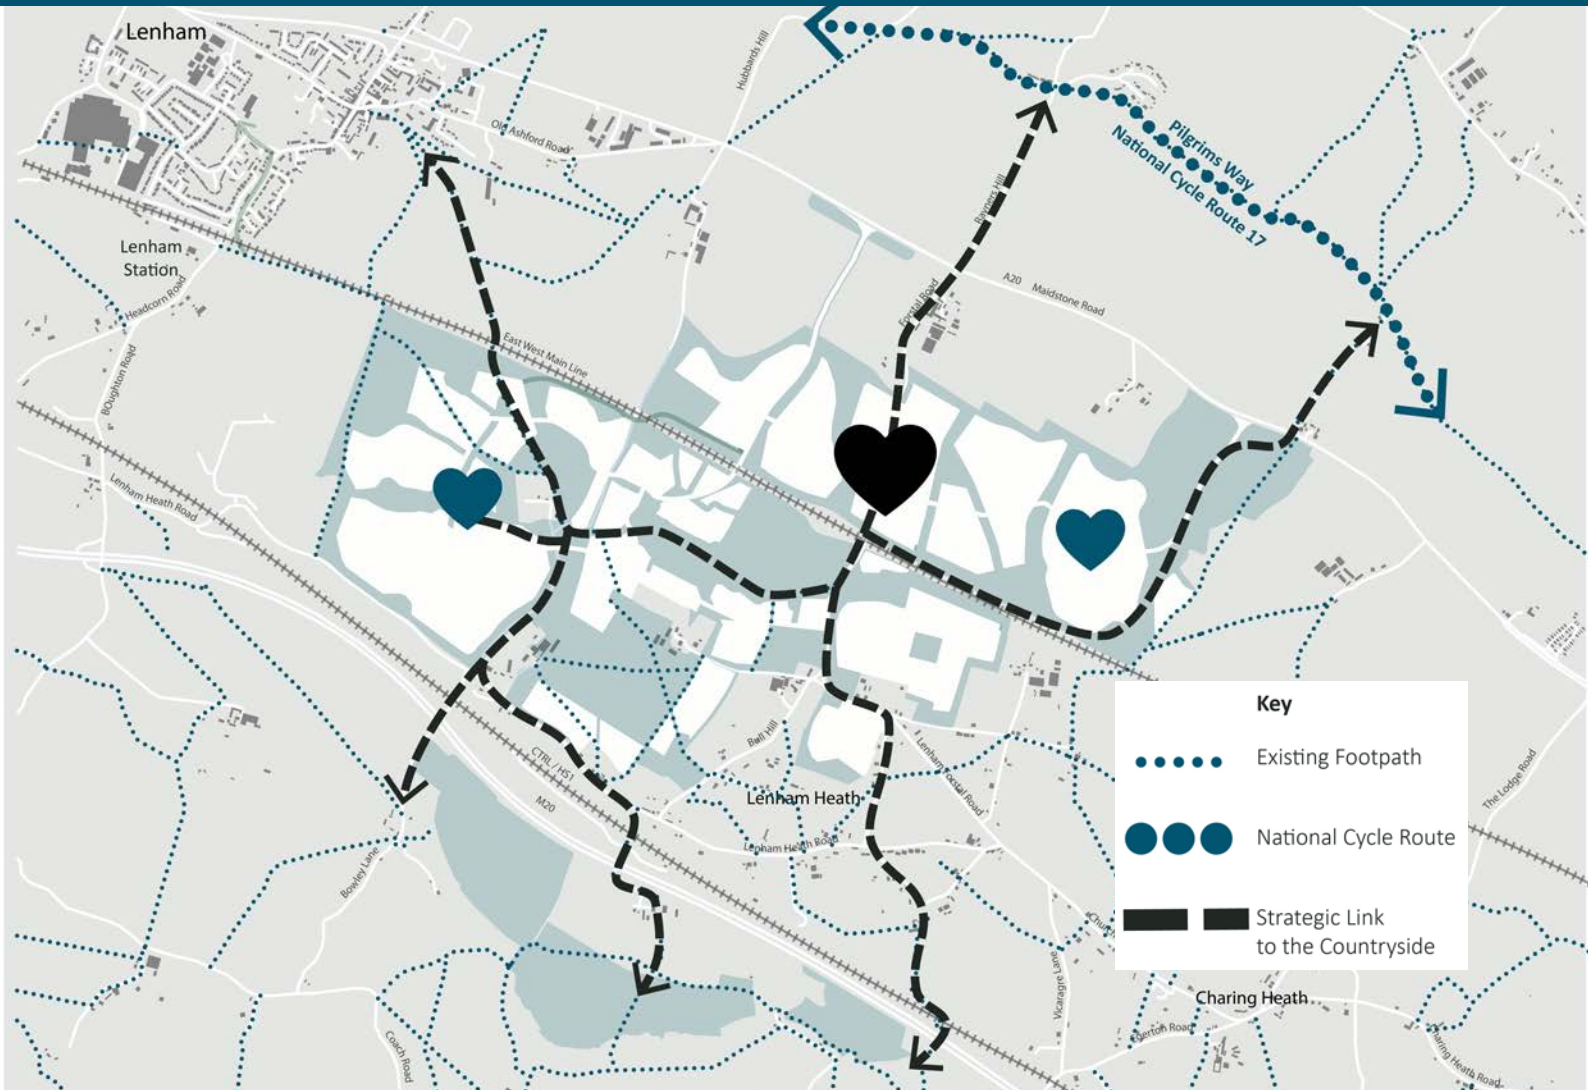 Lenham
Hubbards Hill
Old Ashford Road
Pilgrims Way
National Cycle Route 17
Rayners Hill
Lenham
Station
Headcorn Road
A20 Maidstone Road
Forstal Road
East West Main Line
BOughton Road
Lenham Heath Road
Key
Existing Footpath
National Cycle Route
Strategic Link
to the Countryside
Bull Hill
CTRL / HS1
M20
Lenham Forstal Road
Lenham Heath
Lenham Heath Road
The Lodge Road
Bowley Lane
Church
Vicarage Lane
Charing Heath
Egerton Road
Coach Road
Charing Heath Road